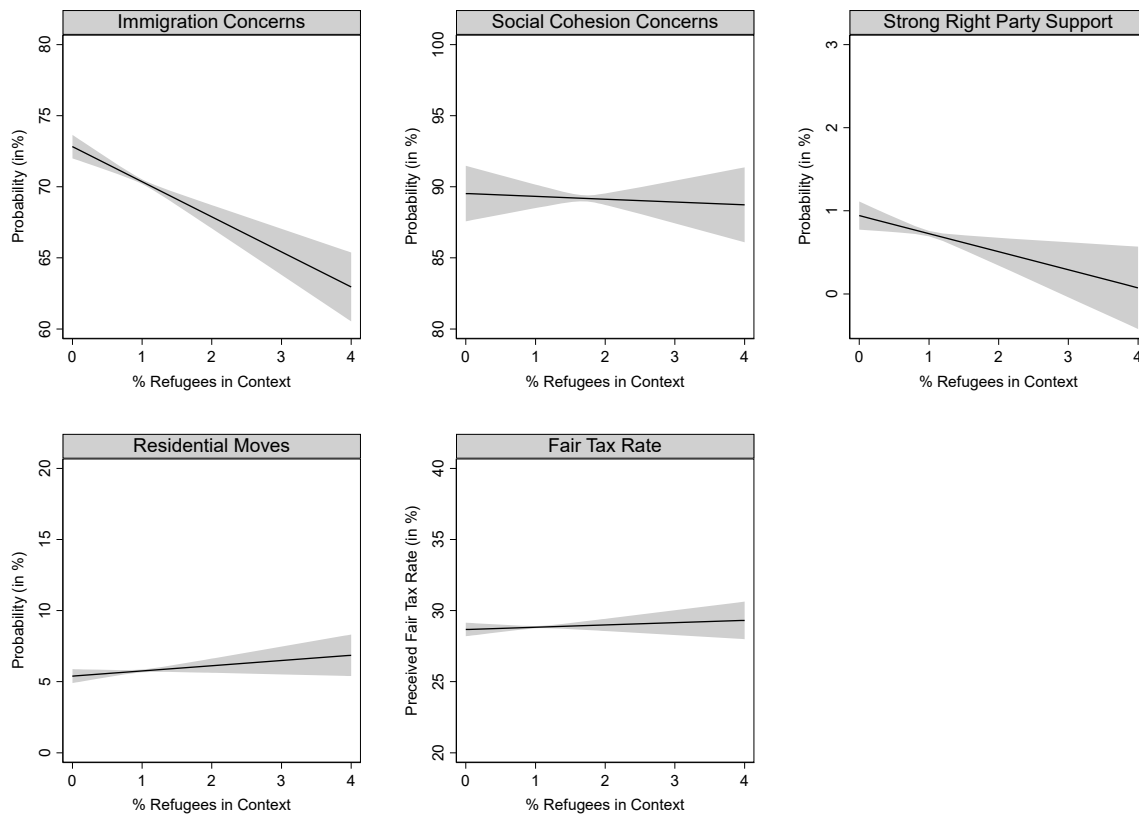 Immigration Concerns
80
75
70
65
60
Probability (in%)
0 1 2 3 4
% Refugees in Context
Social Cohesion Concerns
100
95
90
85
80
Probability (in %)
0 1 2 3 4
% Refugees in Context
Strong Right Party Support
3
2
1
0
Probability (in %)
0 1 2 3 4
% Refugees in Context
Residential Moves
20
15
10
5
0
Probability (in %)
0 1 2 3 4
% Refugees in Context
Fair Tax Rate
40
35
30
25
20
Preceived Fair Tax Rate (in %)
0 1 2 3 4
% Refugees in Context